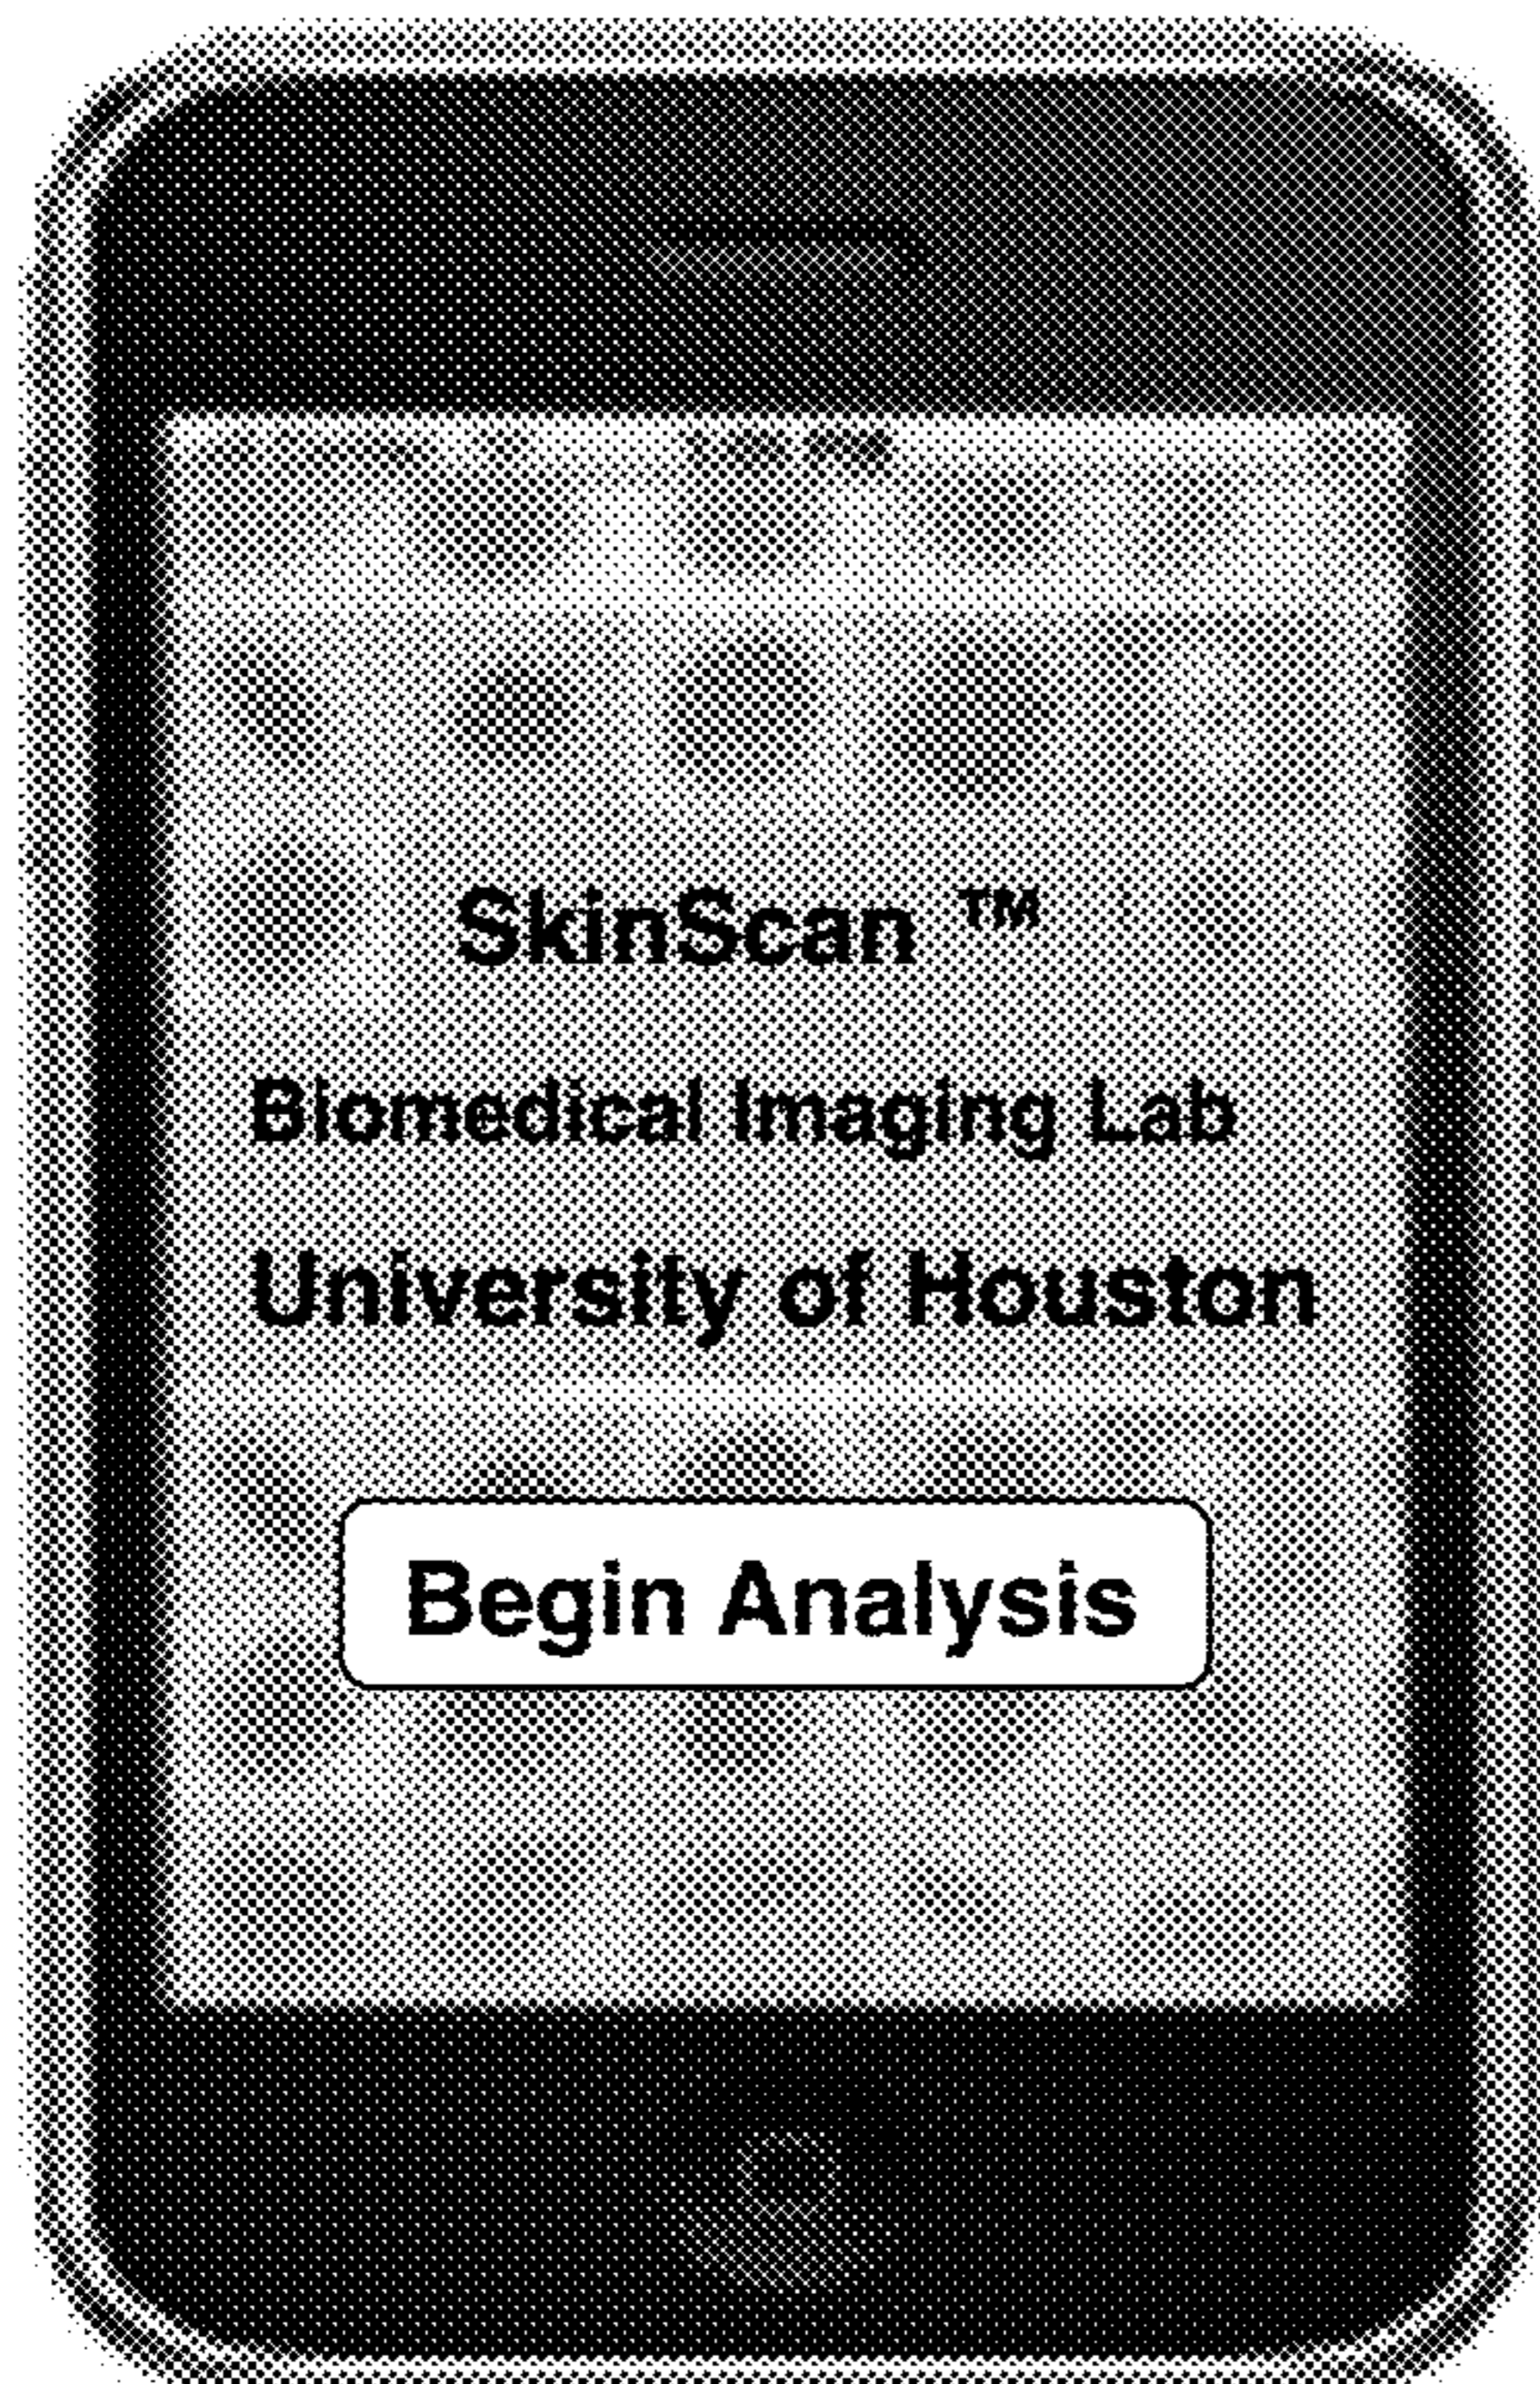 SkinScan ™
Biomedical Imaging Lab
University of Houston
Begin Analysis